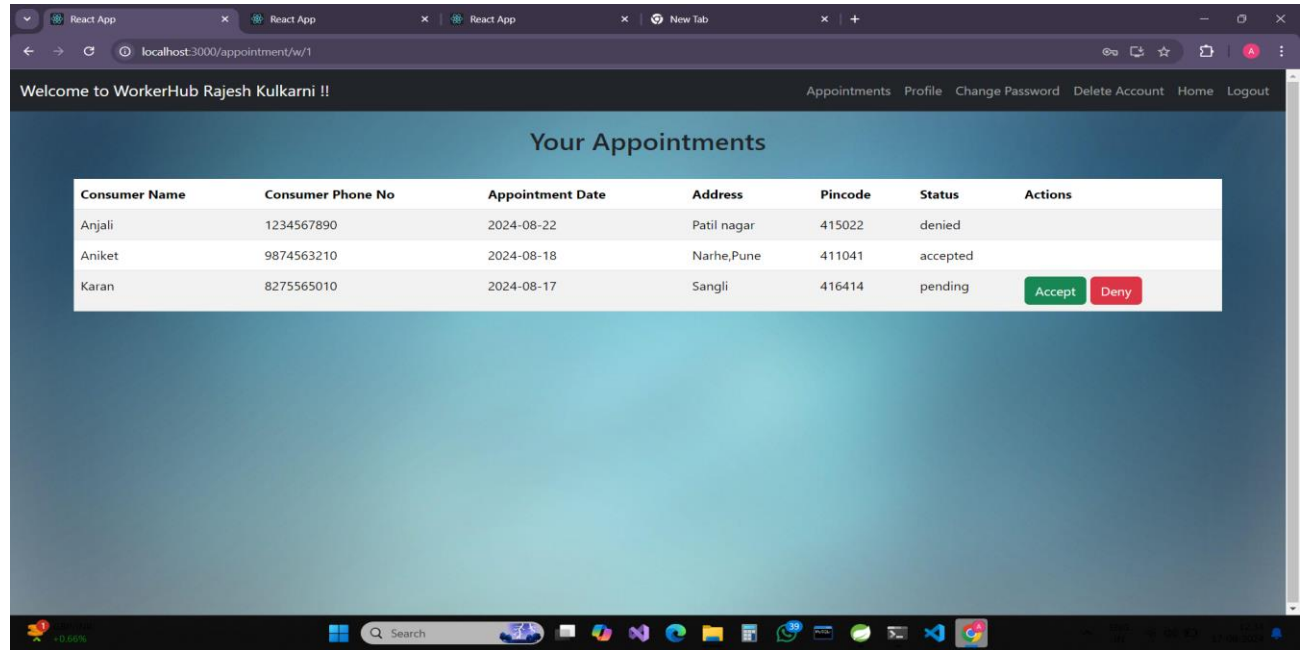 React App React App React App New Tab
localhost:3000/appointment/w/1
Welcome to WorkerHub Rajesh Kulkarni !! Appointments Profile Change Password Delete Account Home Logout
Your Appointments
Consumer Name Consumer Phone No Appointment Date Address Pincode Status Actions
Anjali 1234567890 2024-08-22 Patil nagar 415022 denied
Aniket 9874563210 2024-08-18 Narhe,Pune 411041 accepted
Karan 8275565010 2024-08-17 Sangli 416414 pending Accept Deny
+0.66% Search 39